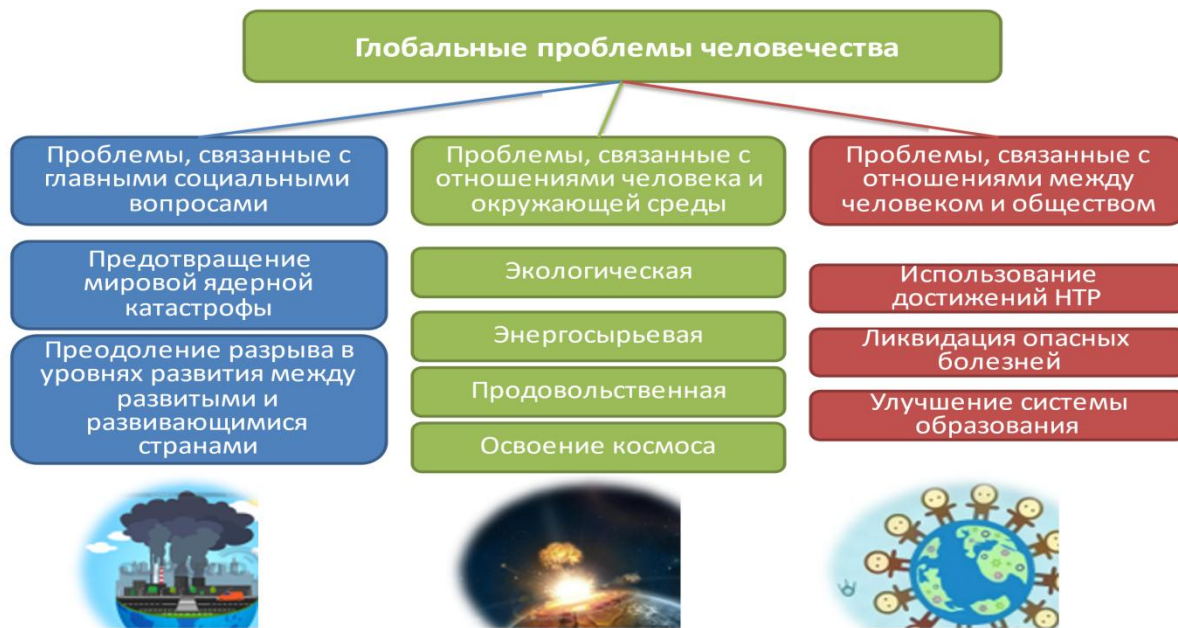 Глобальные проблемы человечества
Проблемы, связанные с
главными социальными
вопросами
Предотвращение
мировой ядерной
катастрофы
Преодоление разрыва в
уровнях развития между
развитыми и
развивающимися
странами
Проблемы, связанные с
отношениями человека и
окружающей среды
Экологическая
Энергосырьевая
Продовольственная
Освоение космоса
Проблемы, связанные с
отношениями между
человеком и обществом
Использование
достижений НТР
Ликвидация опасных
болезней
Улучшение системы
образования